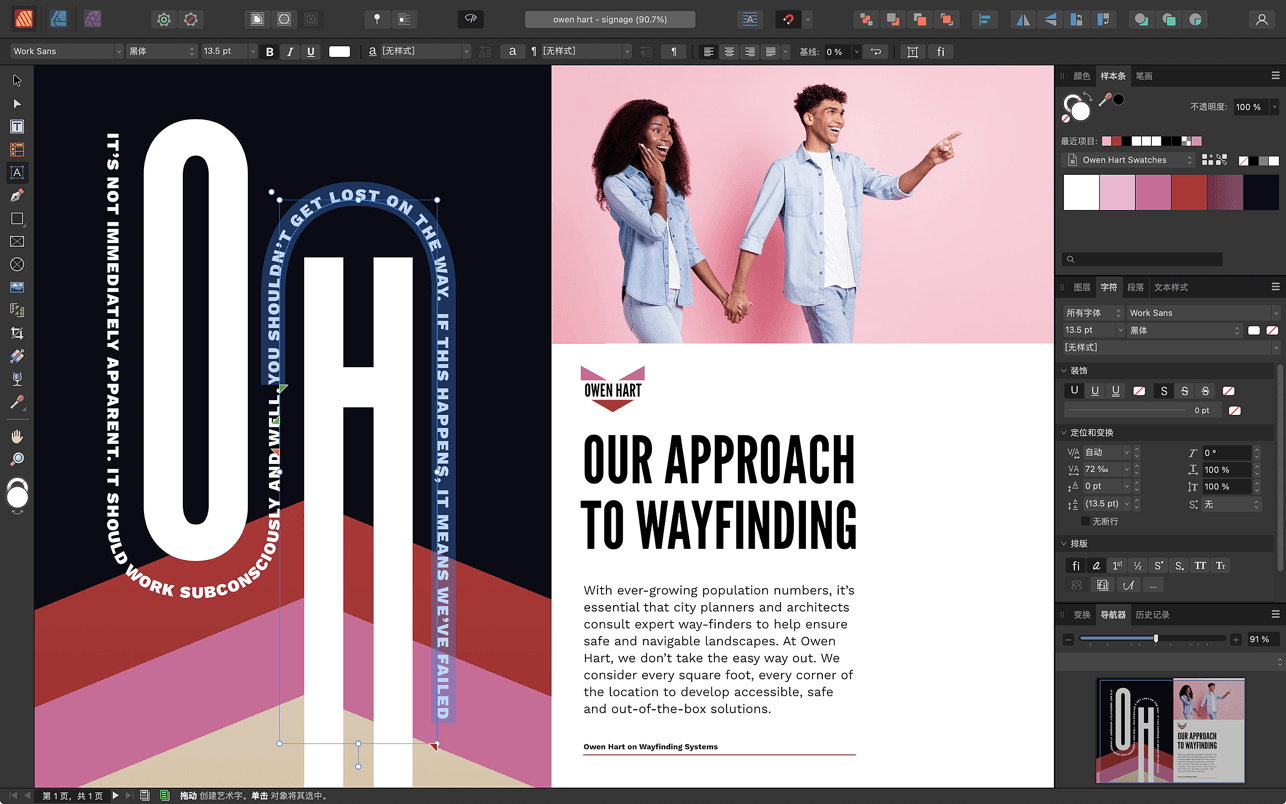 owen hart - signage (90.7%)
Work Sans
黑体
13.5 pt
B I U
a [无样式]
a
¶ [无样式]
¶
基线: 0 %
fi
颜色 样本条 笔画
不透明度: 100 %
最近项目:
Owen Hart Swatches
图层 字符 段落 文本样式
所有字体 Work Sans
13.5 pt 黑体
[无样式]
装饰
U U U S S S
0 pt
定位和变换
自动 0 °
72 ‰ 100 %
0 pt 100 %
(13.5 pt) 无
无断行
排版
fi a 1st ½ S S TT Tт
...
变换 导航器 历史记录
91 %
OH
IT'S NOT IMMEDIATELY APPARENT. IT SHOULD WORK SUBCONSCIOUSLY AND WELL. YOU SHOULDN'T GET LOST ON THE WAY. IF THIS HAPPENS, IT MEANS WE'VE FAILED
OWEN HART
OUR APPROACH
TO WAYFINDING
With ever-growing population numbers, it's
essential that city planners and architects
consult expert way-finders to help ensure
safe and navigable landscapes. At Owen
Hart, we don't take the easy way out. We
consider every square foot, every corner of
the location to develop accessible, safe
and out-of-the-box solutions.
Owen Hart on Wayfinding Systems
OH
OUR APPROACH
TO WAYFINDING
第 1 页，共 1 页
拖动 创建艺术字。单击 对象将其选中。